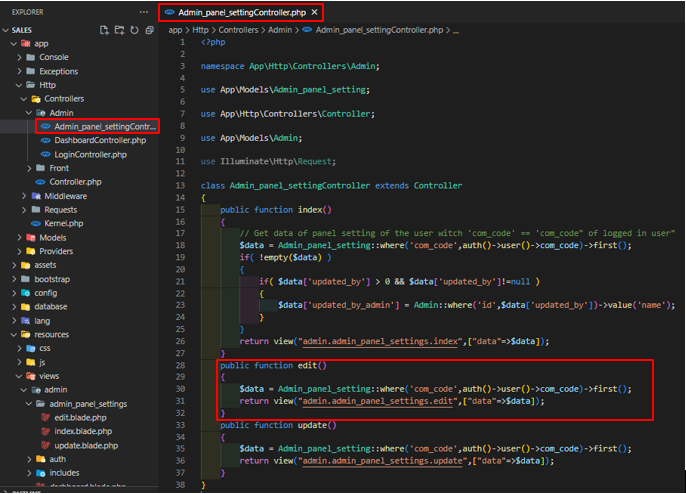 EXPLORER
SALES
app
Console
Exceptions
Http
Controllers
Admin
Admin_panel_settingContr...
DashboardController.php
LoginController.php
Front
Controller.php
Middleware
Requests
Kernel.php
Models
Providers
assets
bootstrap
config
database
lang
resources
css
js
views
admin
admin_panel_settings
edit.blade.php
index.blade.php
update.blade.php
auth
includes
dashboard.blade.php
Admin_panel_settingController.php
app > Http > Controllers > Admin > Admin_panel_settingController.php > ...
1 <?php
2
3 namespace App\Http\Controllers\Admin;
4
5 use App\Models\Admin_panel_setting;
6
7 use App\Http\Controllers\Controller;
8
9 use App\Models\Admin;
10
11 use Illuminate\Http\Request;
12
13 class Admin_panel_settingController extends Controller
14 {
15 public function index()
16 {
17 // Get data of panel setting of the user witch 'com_code' == 'com_code" of logged in user"
18 $data = Admin_panel_setting::where('com_code',auth()->user()->com_code)->first();
19 if( !empty($data) )
20 {
21 if( $data['updated_by'] > 0 && $data['updated_by']!=null )
22 {
23 $data['updated_by_admin'] = Admin::where('id',$data['updated_by'])->value('name');
24 }
25 }
26 return view("admin.admin_panel_settings.index",["data"=>$data]);
27 }
28 public function edit()
29 {
30 $data = Admin_panel_setting::where('com_code',auth()->user()->com_code)->first();
31 return view("admin.admin_panel_settings.edit",["data"=>$data]);
32 }
33 public function update()
34 {
35 $data = Admin_panel_setting::where('com_code',auth()->user()->com_code)->first();
36 return view("admin.admin_panel_settings.update",["data"=>$data]);
37 }
38 }